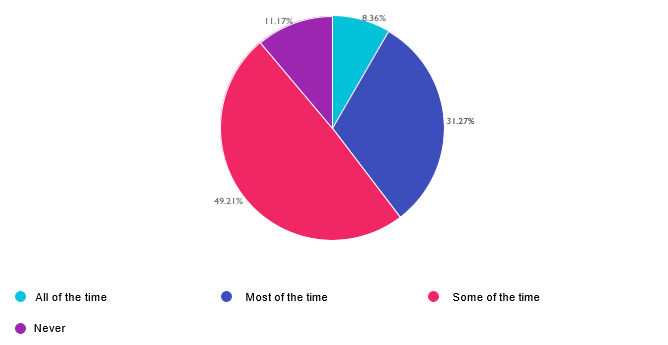 11.17%
8.36%
31.27%
49.21%
All of the time
Most of the time
Some of the time
Never